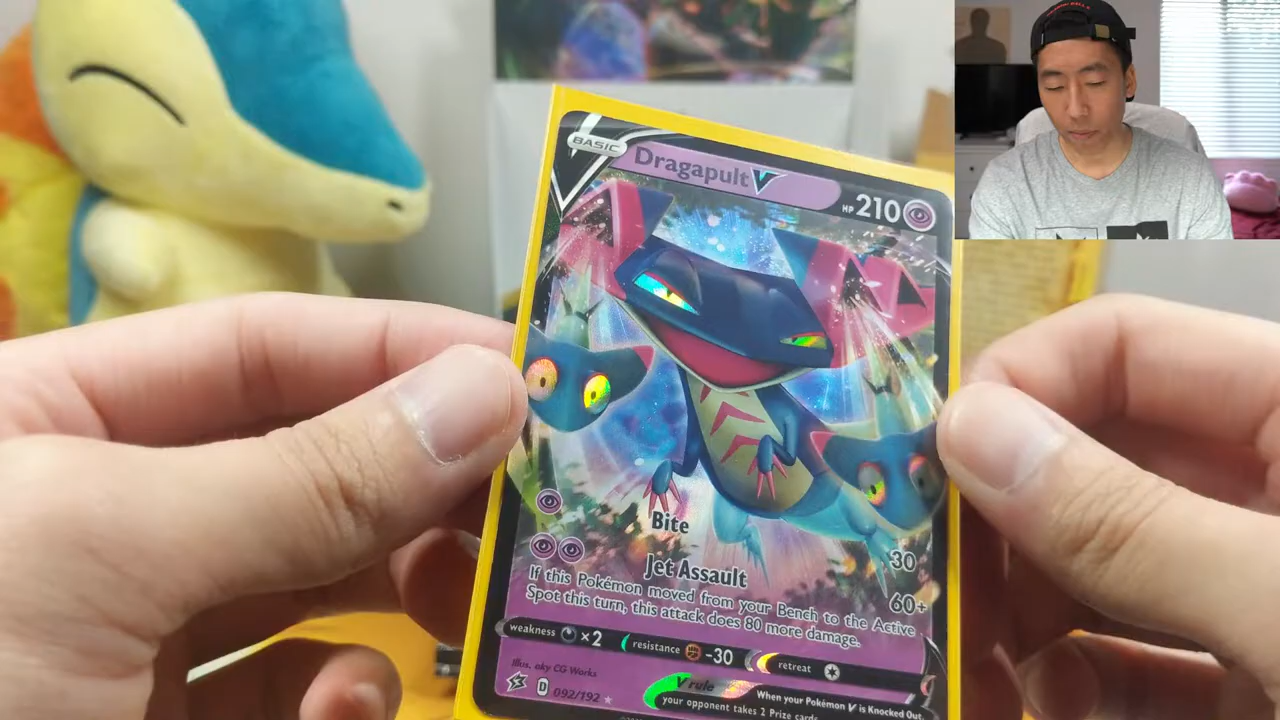 BASIC
Dragapult V
HP 210
Bite
30
Jet Assault
60+
If this Pokémon moved from your Bench to the Active
Spot this turn, this attack does 80 more damage.
weakness ×2 resistance -30 retreat
Illus. aky CG Works
D 092/192
V rule
When your Pokémon V is Knocked Out,
your opponent takes 2 Prize cards.